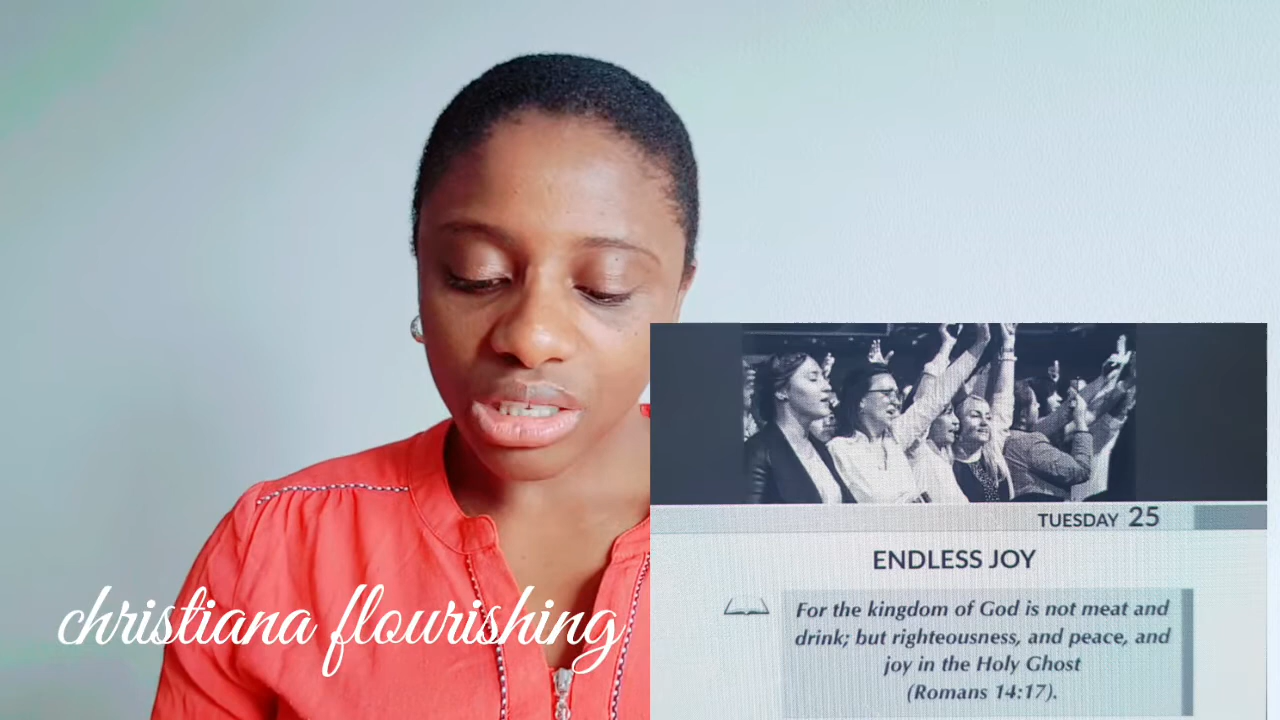 christiana flourishing
TUESDAY 25
ENDLESS JOY
For the kingdom of God is not meat and
drink; but righteousness, and peace, and
joy in the Holy Ghost
(Romans 14:17).